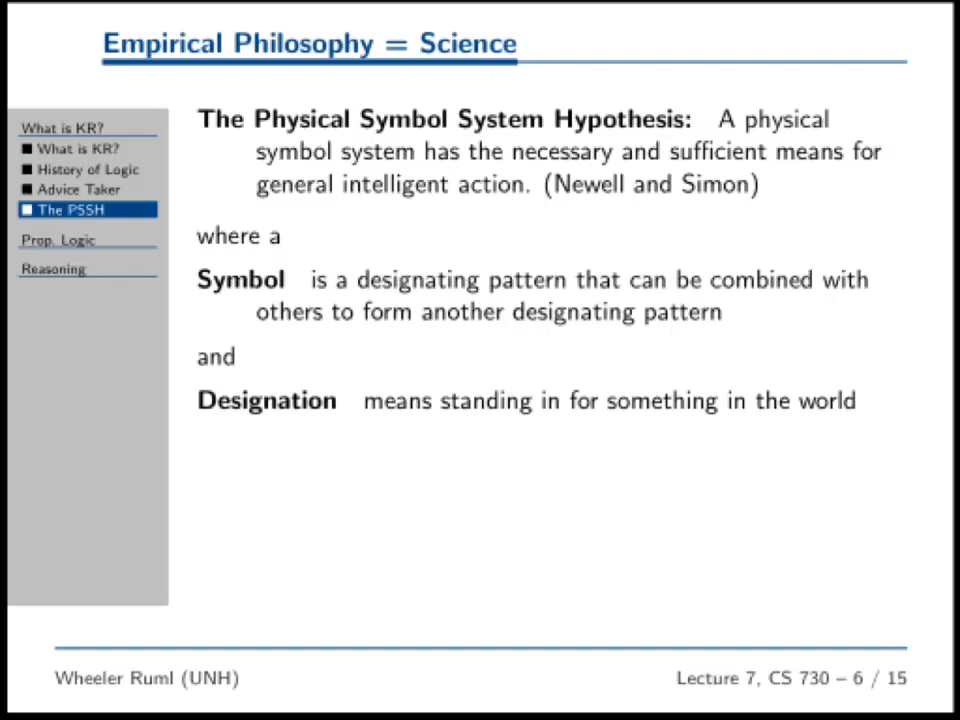 Empirical Philosophy = Science
What is KR?
What is KR?
History of Logic
Advice Taker
The PSSH
Prop. Logic
Reasoning
The Physical Symbol System Hypothesis: A physical
symbol system has the necessary and sufficient means for
general intelligent action. (Newell and Simon)
where a
Symbol is a designating pattern that can be combined with
others to form another designating pattern
and
Designation means standing in for something in the world
Wheeler Ruml (UNH)
Lecture 7, CS 730 – 6 / 15